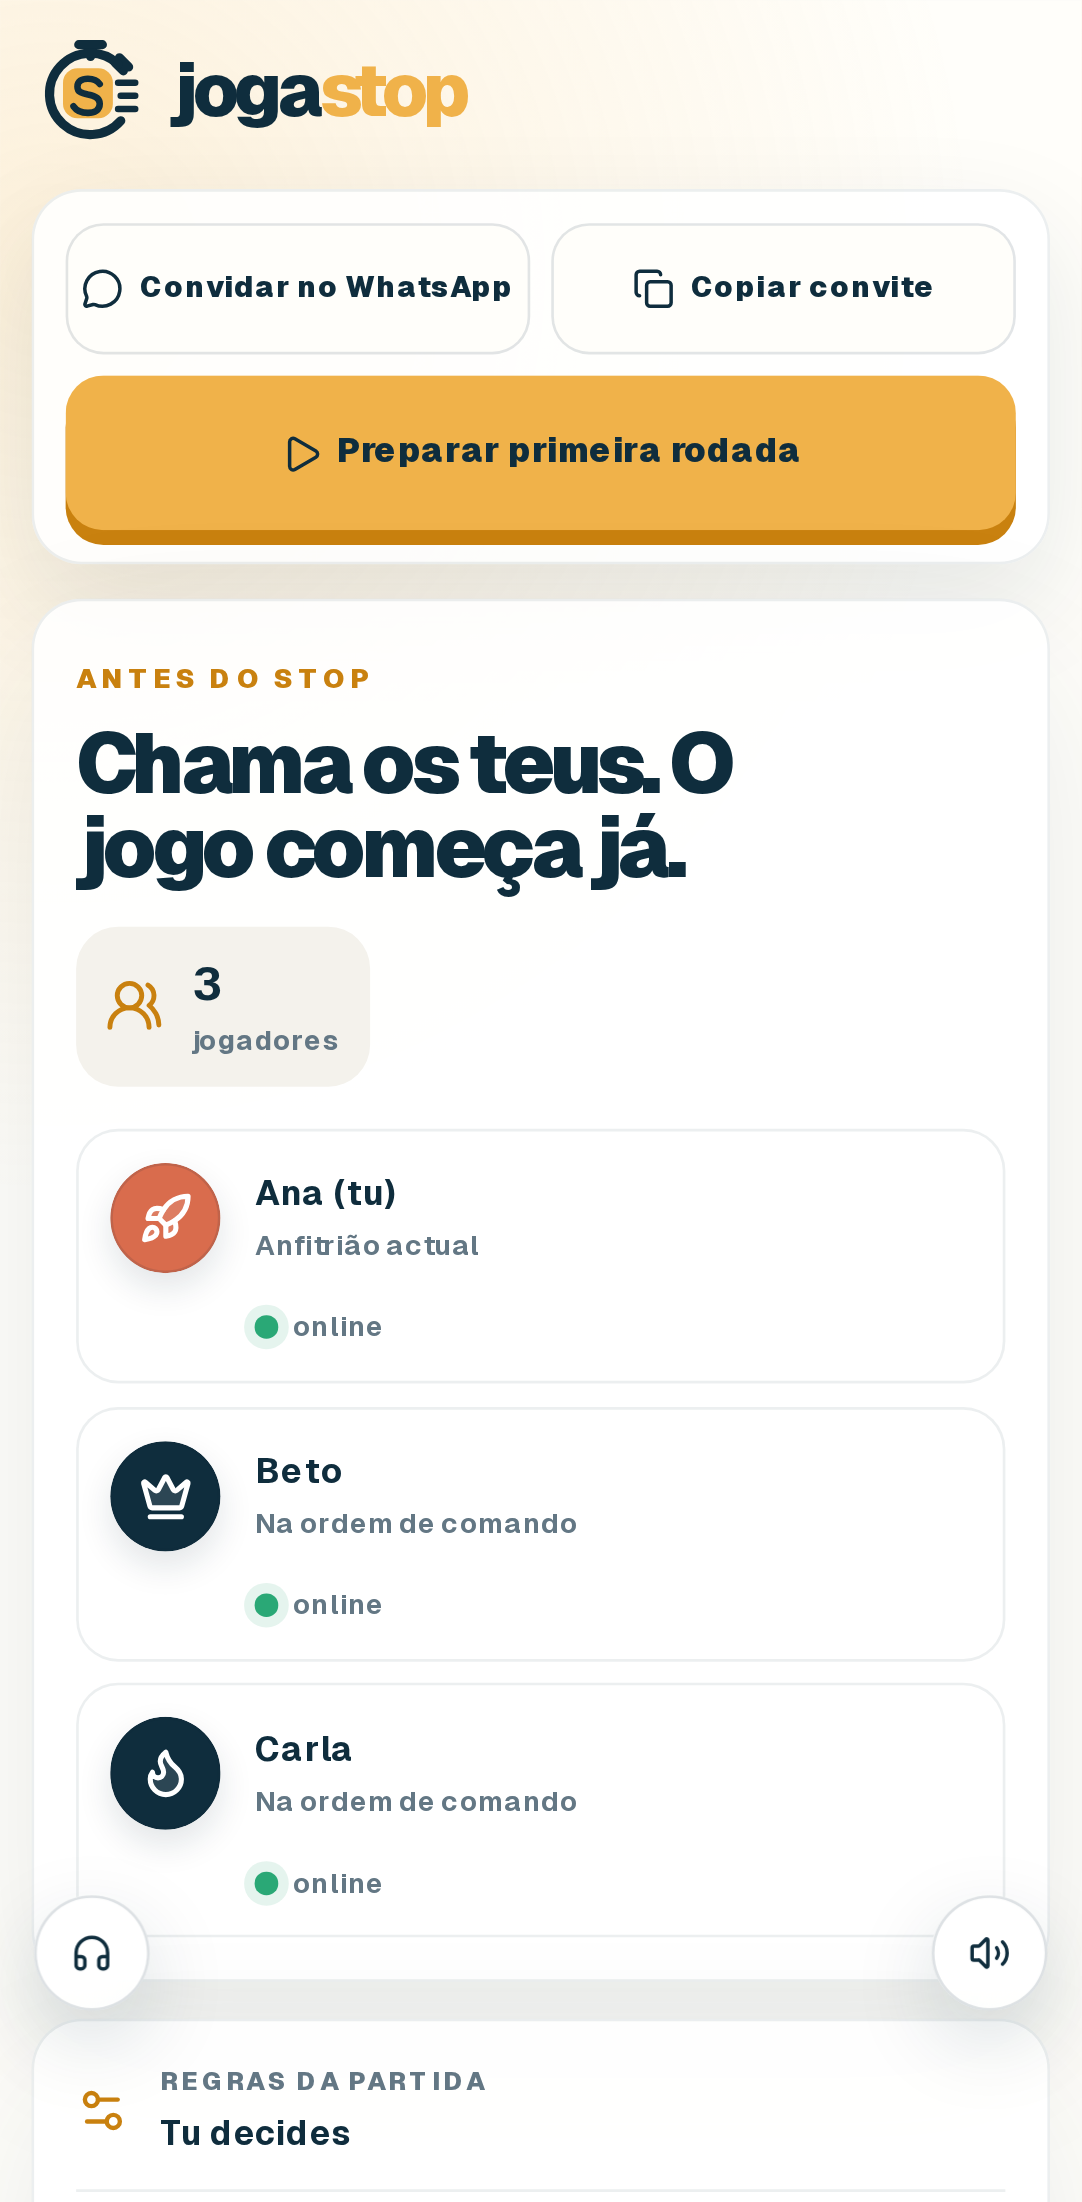 S jogastop
Convidar no WhatsApp
Copiar convite
Preparar primeira rodada
ANTES DO STOP
Chama os teus. O
jogo começa já.
3
jogadores
Ana (tu)
Anfitrião actual
online
Beto
Na ordem de comando
online
Carla
Na ordem de comando
online
REGRAS DA PARTIDA
Tu decides